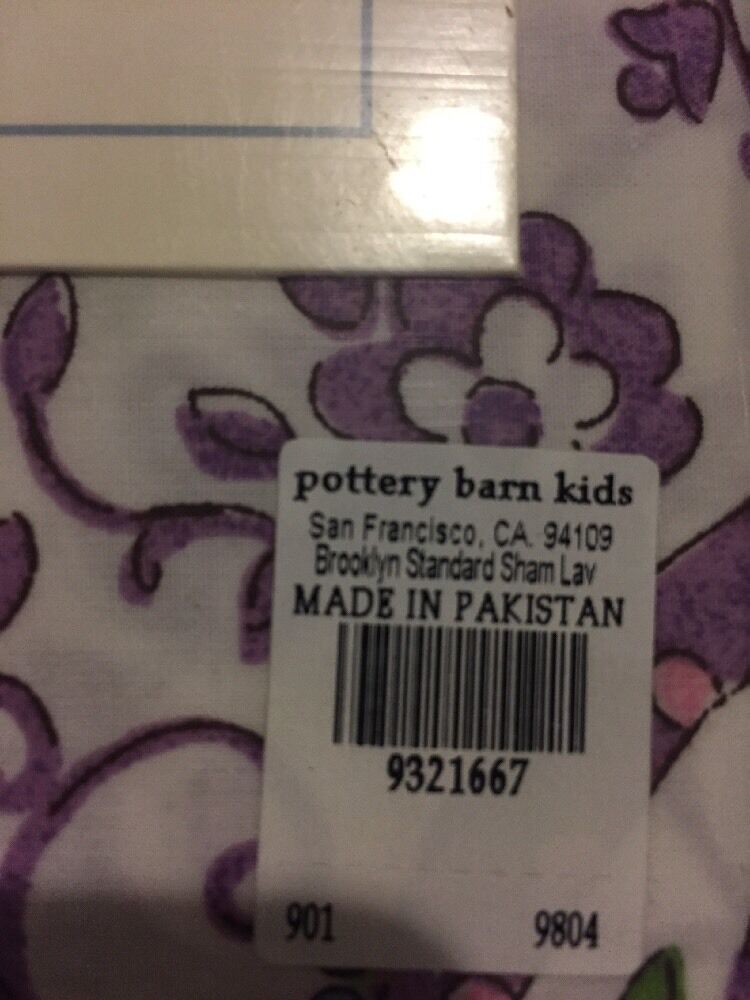 pottery barn kids
San Francisco, CA. 94109
Brooklyn Standard Sham Lav
MADE IN PAKISTAN
9321667
901 9804